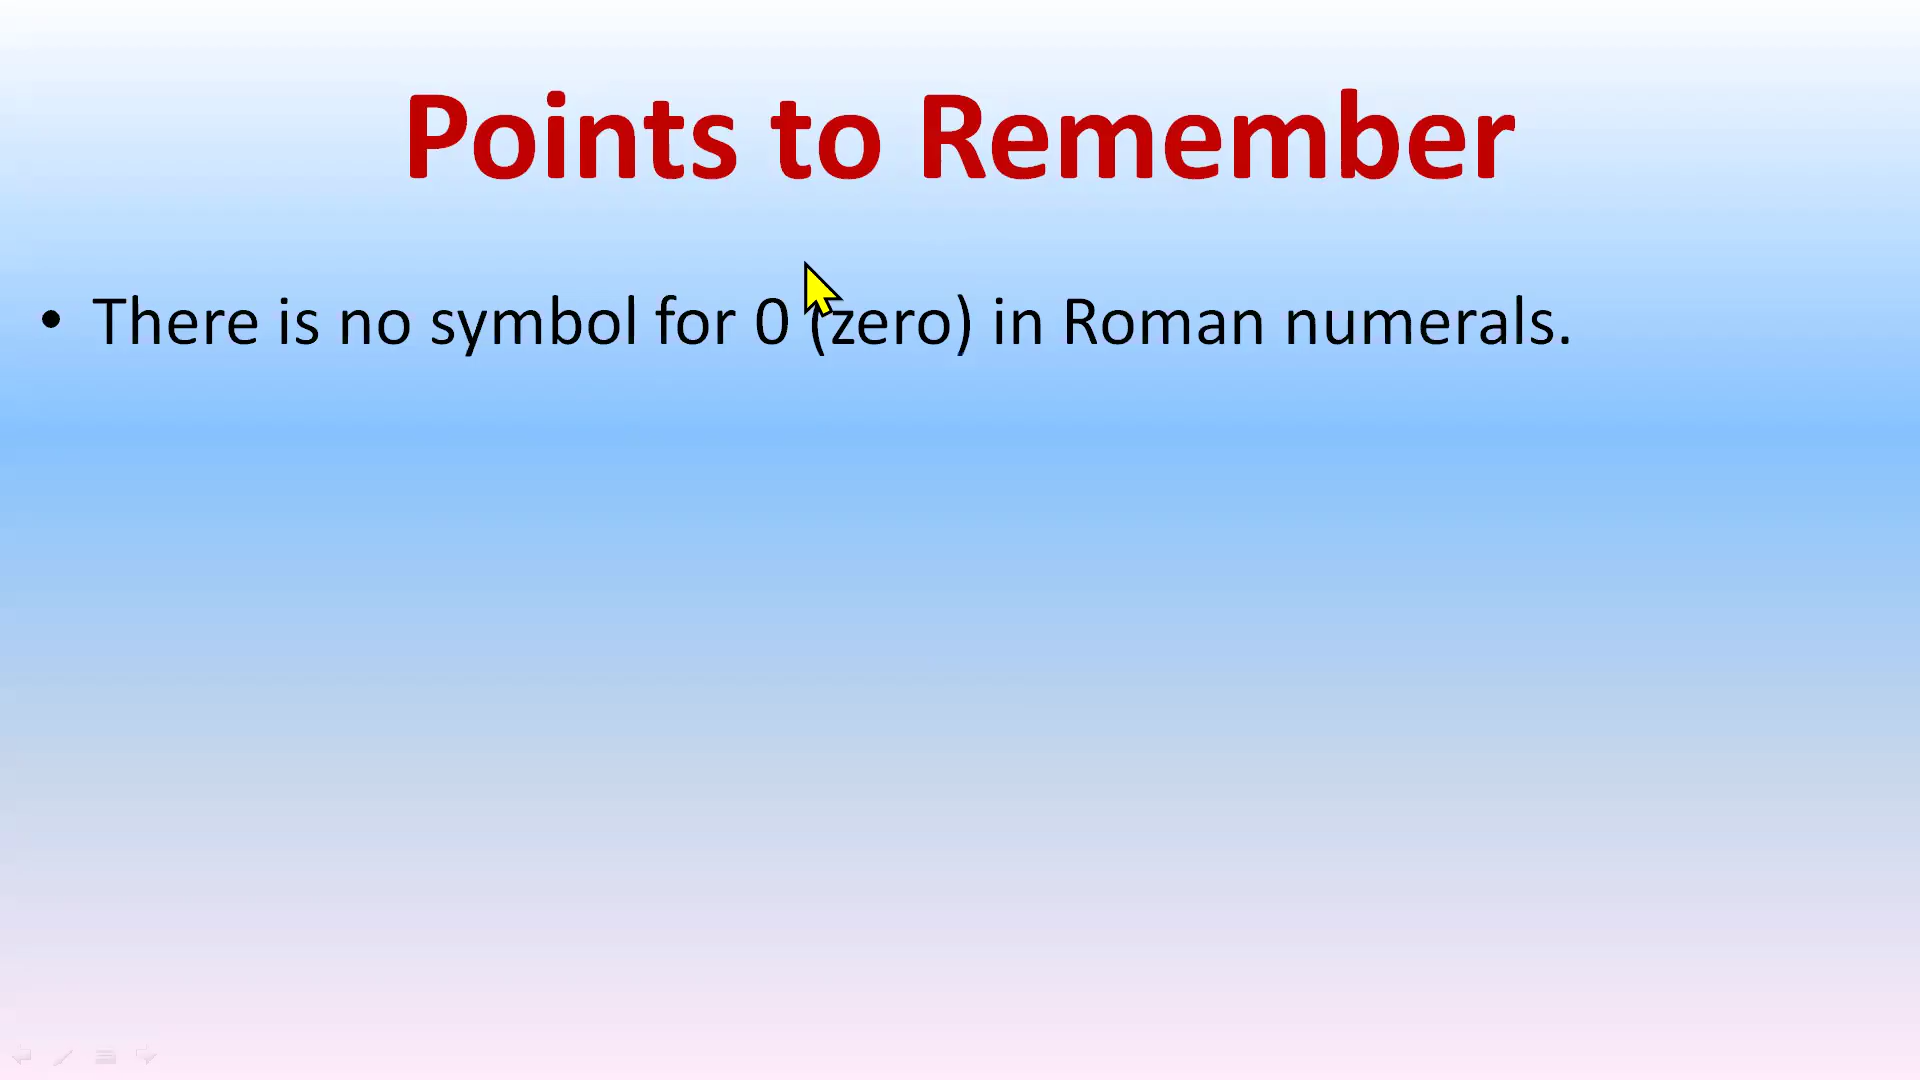 Points to Remember
• There is no symbol for 0 (zero) in Roman numerals.